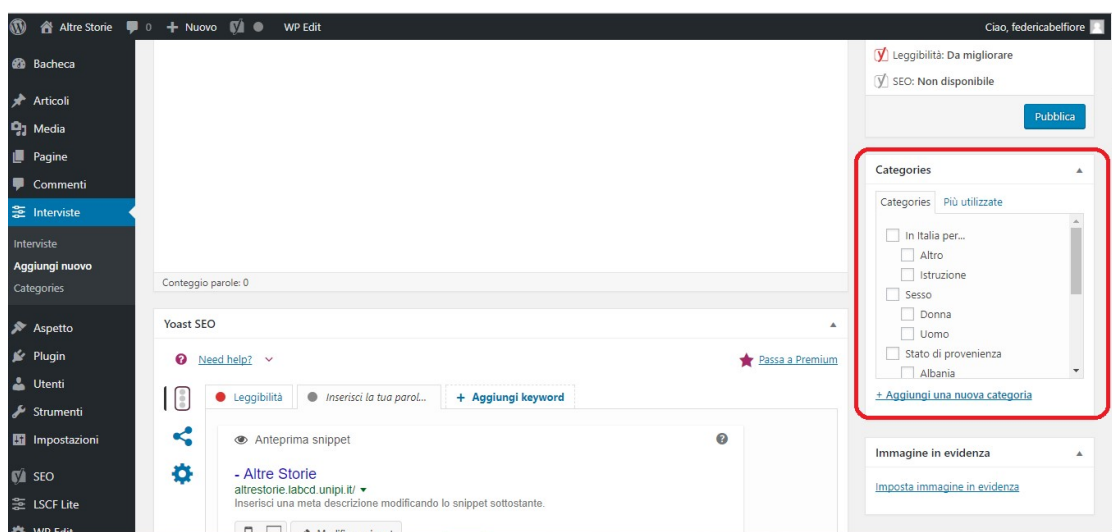 Altre Storie 0 + Nuovo WP Edit Ciao, federicabelfiore
Bacheca
Articoli
Media
Pagine
Commenti
Interviste
Interviste
Aggiungi nuovo
Categories
Aspetto
Plugin
Utenti
Strumenti
Impostazioni
SEO
LSCF Lite
WP Edit
Conteggio parole: 0
Yoast SEO
Need help? Passa a Premium
Leggibilità Inserisci la tua parol... + Aggiungi keyword
Anteprima snippet
- Altre Storie
altrestorie.labcd.unipi.it/
Inserisci una meta descrizione modificando lo snippet sottostante.
Leggibilità: Da migliorare
SEO: Non disponibile
Pubblica
Categories
Categories Più utilizzate
In Italia per...
Altro
Istruzione
Sesso
Donna
Uomo
Stato di provenienza
Albania
+ Aggiungi una nuova categoria
Immagine in evidenza
Imposta immagine in evidenza